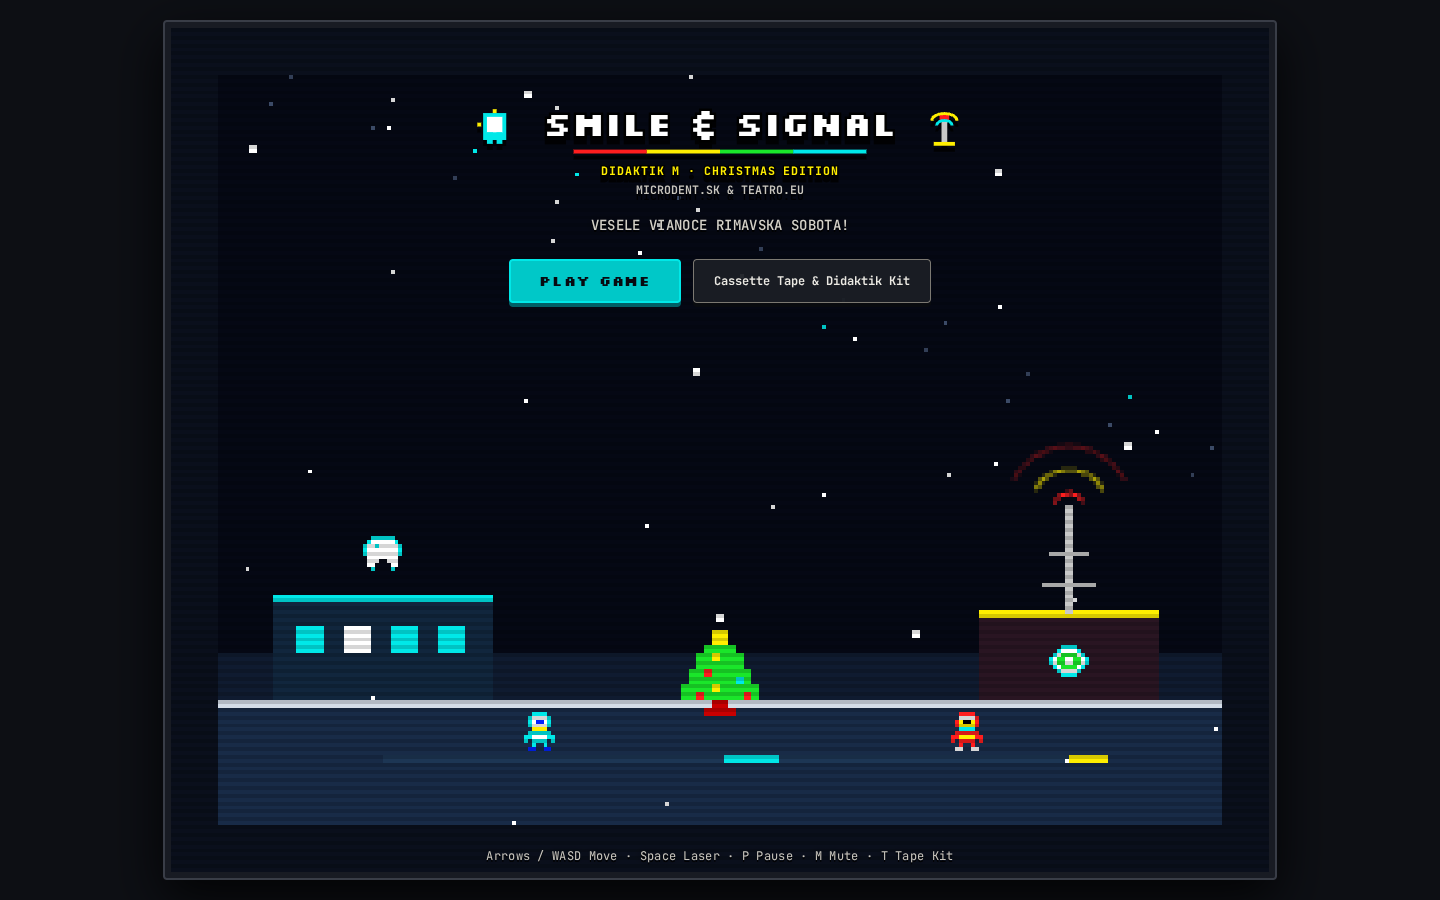 SMILE & SIGNAL
DIDAKTIK M · CHRISTMAS EDITION
MICRODENT.SK & TEATRO.EU
VESELE VIANOCE RIMAVSKA SOBOTA!
PLAY GAME
Cassette Tape & Didaktik Kit
Arrows / WASD Move · Space Laser · P Pause · M Mute · T Tape Kit